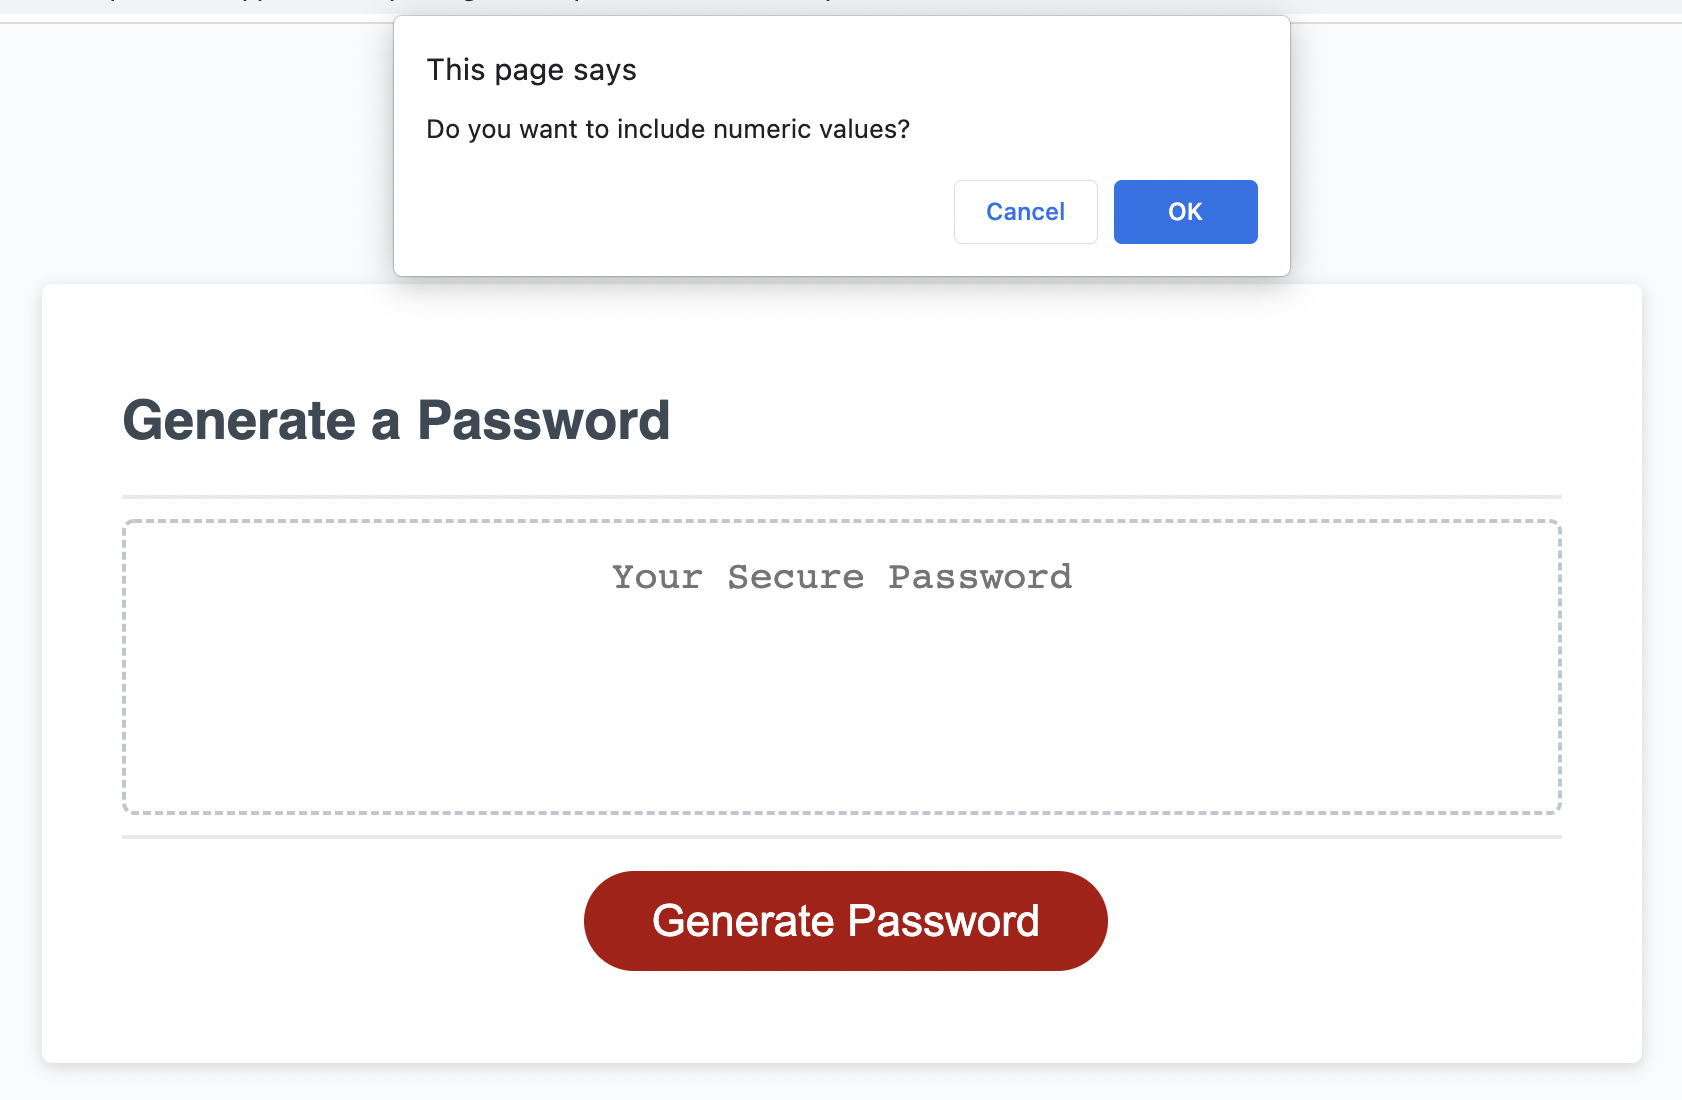 This page says
Do you want to include numeric values?
Cancel OK
Generate a Password
Your Secure Password
Generate Password